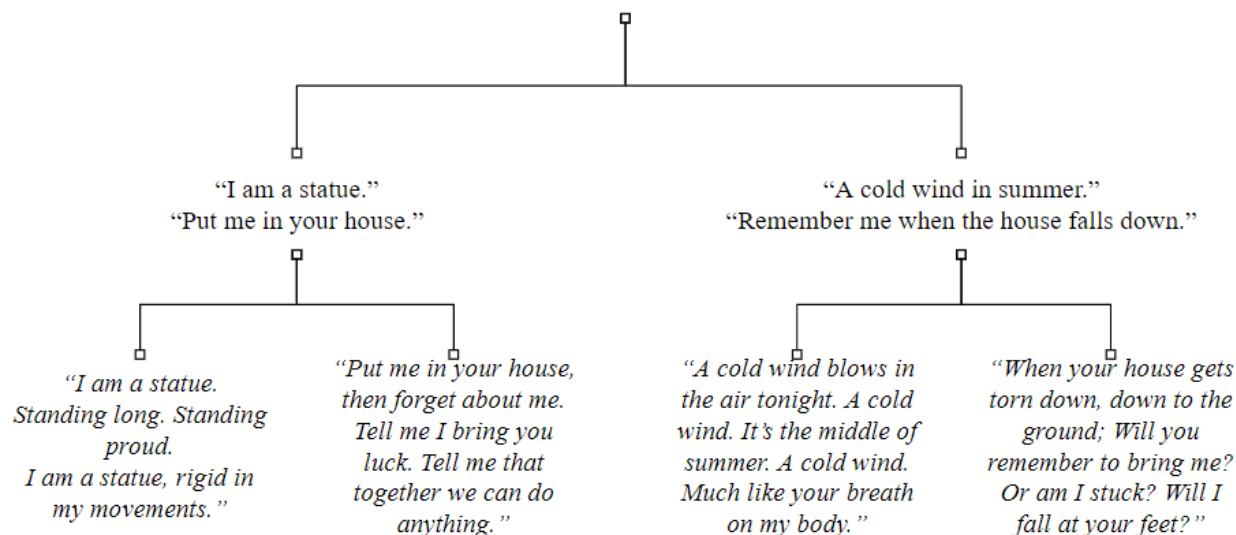 “I am a statue.”
“Put me in your house.”
“A cold wind in summer.”
“Remember me when the house falls down.”
“I am a statue.
Standing long. Standing
proud.
I am a statue, rigid in
my movements.”
“Put me in your house,
then forget about me.
Tell me I bring you
luck. Tell me that
together we can do
anything.”
“A cold wind blows in
the air tonight. A cold
wind. It’s the middle of
summer. A cold wind.
Much like your breath
on my body.”
“When your house gets
torn down, down to the
ground; Will you
remember to bring me?
Or am I stuck? Will I
fall at your feet?”